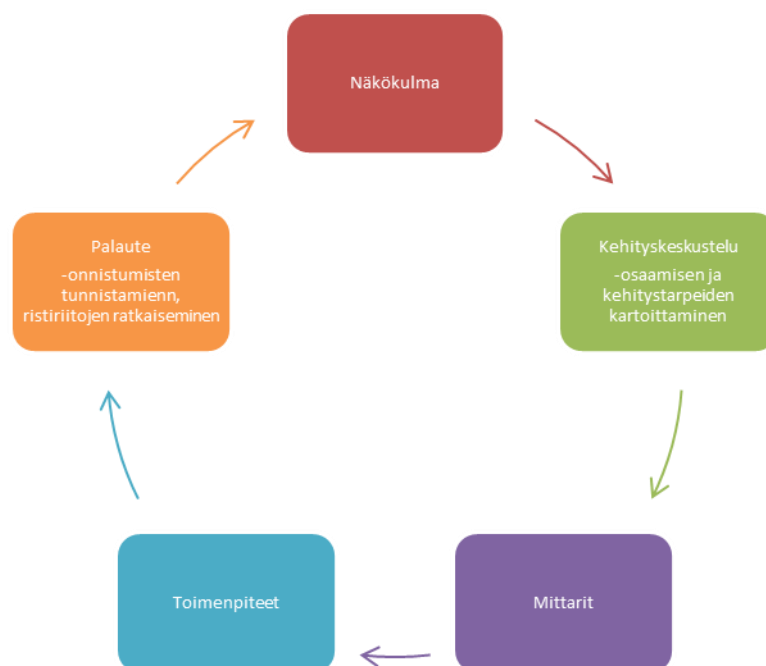 Näkökulma
Kehityskeskustelu
-osaamisen ja
kehitystarpeiden
kartoittaminen
Mittarit
Toimenpiteet
Palaute
-onnistumisten
tunnistamienn,
ristiriitojen ratkaiseminen